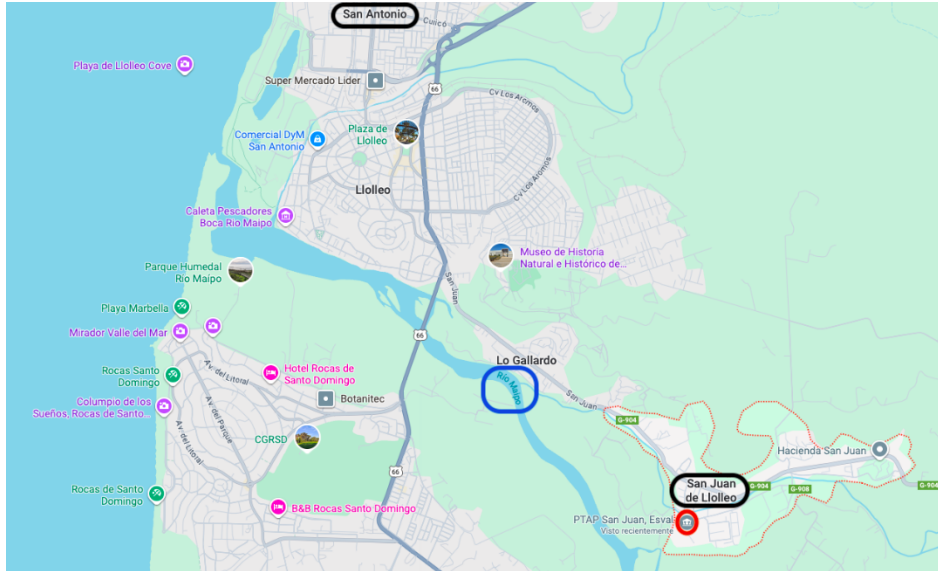 San Antonio
Cuico
Playa de Llolleo Cove
Super Mercado Lider
66
Cv Los Aromos
Comercial DyM
San Antonio
Plaza de
Llolleo
Llolleo
Cv Los Aromos
Caleta Pescadores
Boca Rio Maipo
Museo de Historia
Natural e Histórico de...
Parque Humedal
Rio Maipo
San Juan
Playa Marbella
Mirador Valle del Mar
66
Lo Gallardo
Rocas Santo
Domingo
Av. del Litoral
Hotel Rocas de
Santo Domingo
Río Maipo
San Juan
Columpio de los
Sueños, Rocas de Santo...
Av. del Parque
Botanitec
G-904
Av. del Litoral
CGRSD
Hacienda San Juan
66
Rocas de Santo
Domingo
San Juan
de Llolleo
G-904
G-908
G-904
B&B Rocas Santo Domingo
PTAP San Juan, Esval
Visto recientemente